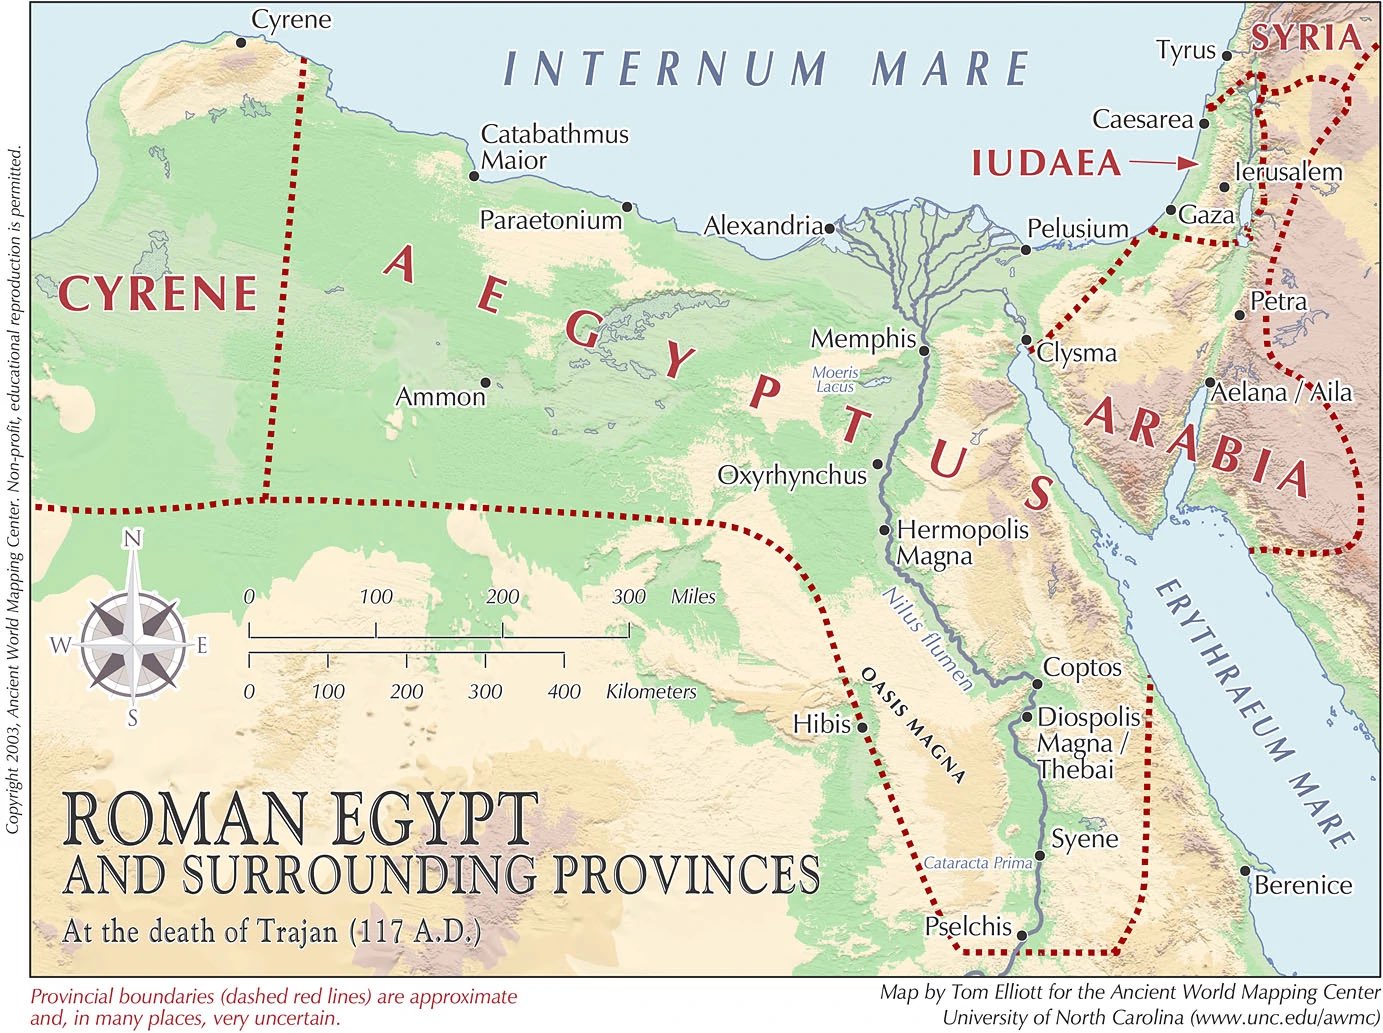 Cyrene
INTERNUM MARE
SYRIA
Tyrus
Catabathmus
Maior
Caesarea
IUDAEA
Ierusalem
Paraetonium
Alexandria
Gaza
Pelusium
CYRENE
AEGYPTUS
Petra
Memphis
Clysma
Moeris
Lacus
Ammon
Aelana / Aila
ARABIA
Oxyrhynchus
Hermopolis
Magna
N
W
E
S
0 100 200 300 Miles
0 100 200 300 400 Kilometers
Nilus flumen
ERYTHRAEUM MARE
Coptos
OASIS MAGNA
Hibis
Diospolis
Magna /
Thebai
Syene
Cataracta Prima
Berenice
Pselchis
ROMAN EGYPT
AND SURROUNDING PROVINCES
At the death of Trajan (117 A.D.)
Copyright 2003, Ancient World Mapping Center. Non-profit, educational reproduction is permitted.
Provincial boundaries (dashed red lines) are approximate
and, in many places, very uncertain.
Map by Tom Elliott for the Ancient World Mapping Center
University of North Carolina (www.unc.edu/awmc)